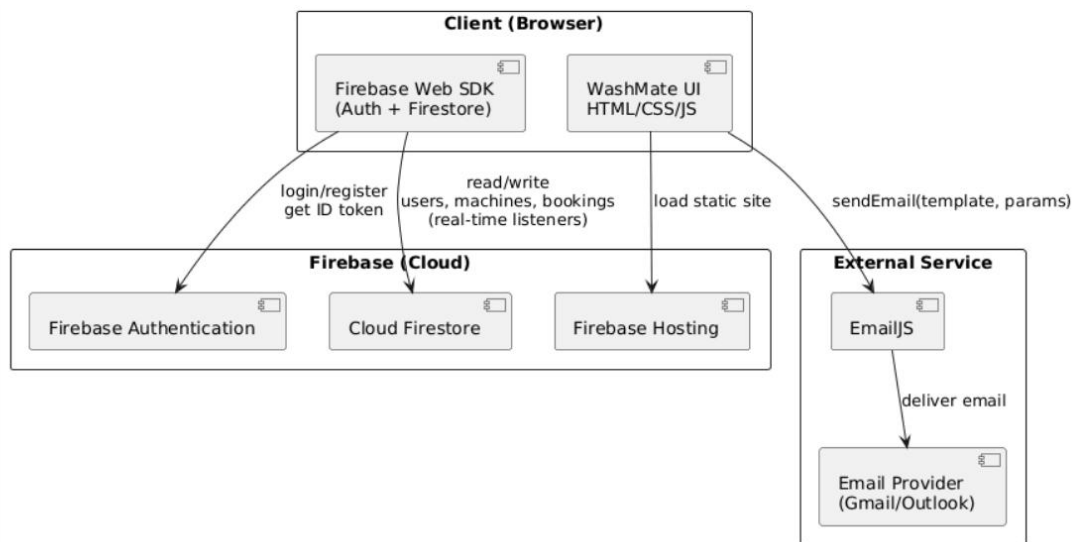 Client (Browser)
Firebase Web SDK
(Auth + Firestore)
WashMate UI
HTML/CSS/JS
login/register
get ID token
read/write
users, machines, bookings
(real-time listeners)
load static site
sendEmail(template, params)
Firebase (Cloud)
Firebase Authentication
Cloud Firestore
Firebase Hosting
External Service
EmailJS
deliver email
Email Provider
(Gmail/Outlook)